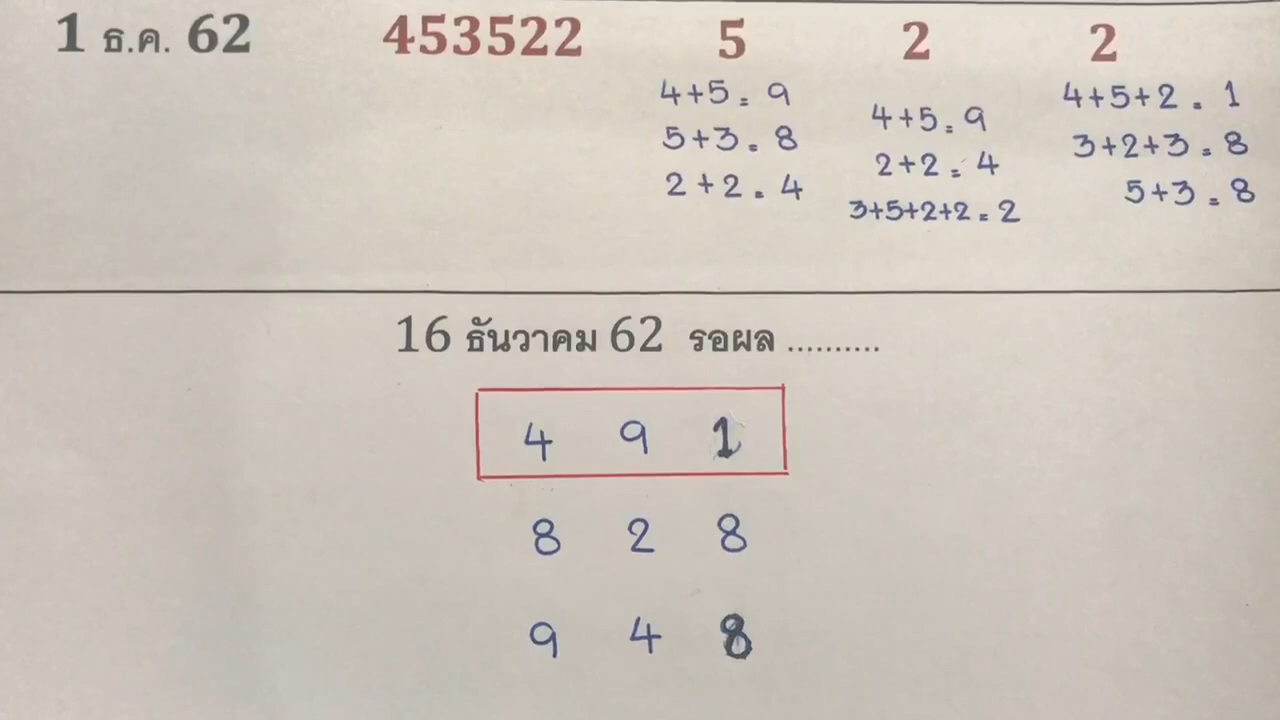 1 ธ.ค. 62 453522 5 2 2
4+5=9 4+5=9 4+5+2=1
5+3=8 2+2=4 3+2+3=8
2+2=4 3+5+2+2=2 5+3=8
16 ธันวาคม 62 รอผล ..........
4 9 1
8 2 8
9 4 8